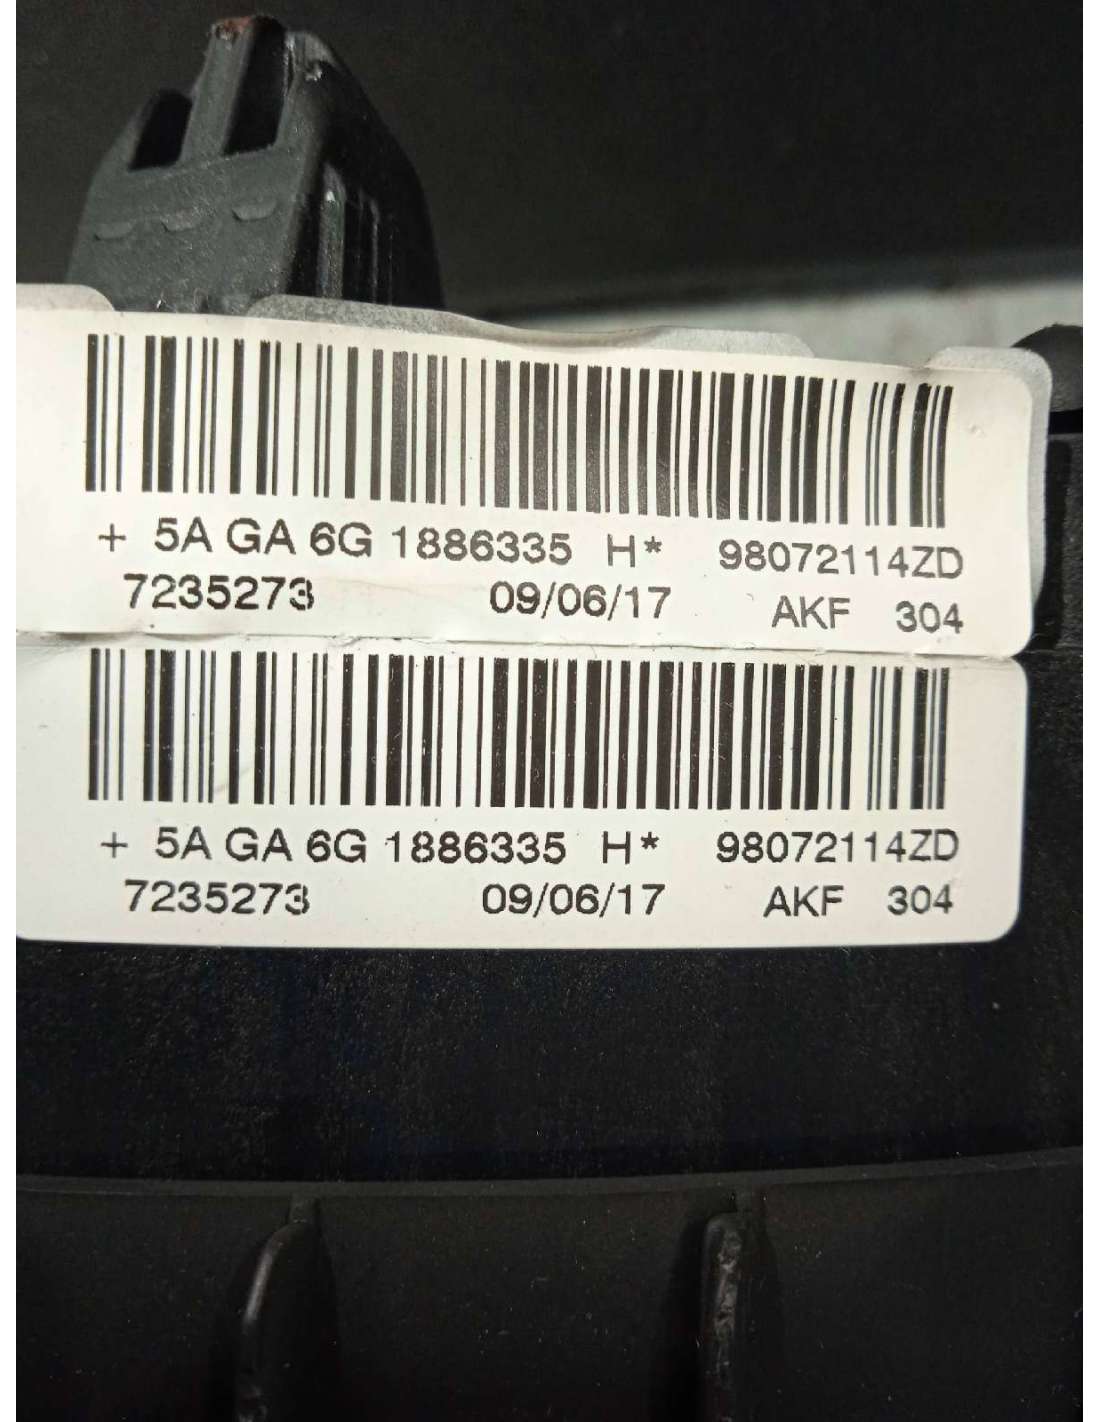 + 5A GA 6G 1886335 H* 98072114ZD
7235273 09/06/17 AKF 304
+ 5A GA 6G 1886335 H* 98072114ZD
7235273 09/06/17 AKF 304